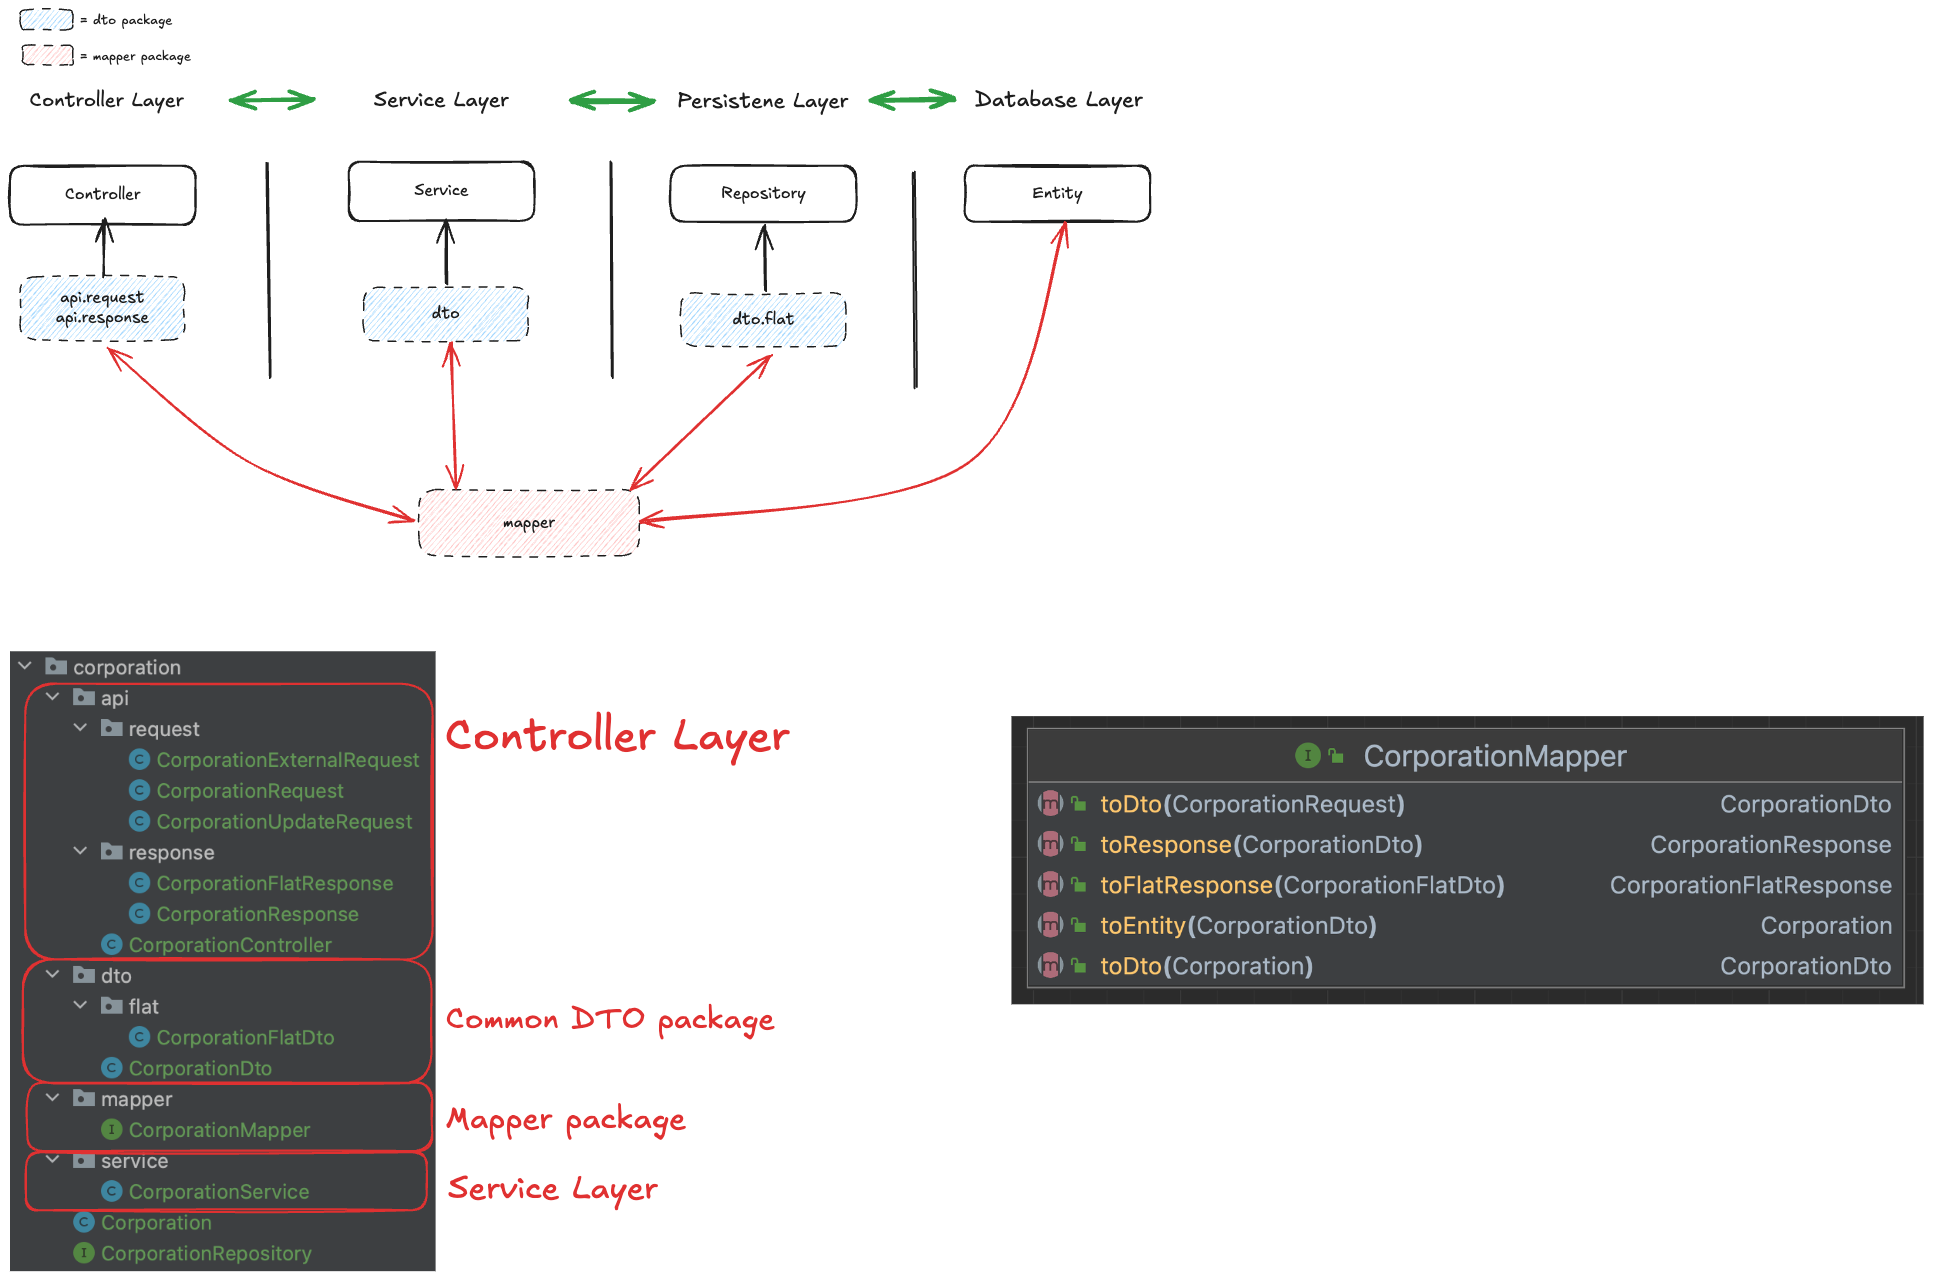 = dto package
= mapper package
Controller Layer
Service Layer
Persistene Layer
Database Layer
Controller
Service
Repository
Entity
api.request
api.response
dto
dto.flat
mapper
corporation
api
request
CorporationExternalRequest
CorporationRequest
CorporationUpdateRequest
response
CorporationFlatResponse
CorporationResponse
CorporationController
dto
flat
CorporationFlatDto
CorporationDto
mapper
I CorporationMapper
service
CorporationService
Corporation
I CorporationRepository
Controller Layer
Common DTO package
Mapper package
Service Layer
I CorporationMapper
m toDto(CorporationRequest) CorporationDto
m toResponse(CorporationDto) CorporationResponse
m toFlatResponse(CorporationFlatDto) CorporationFlatResponse
m toEntity(CorporationDto) Corporation
m toDto(Corporation) CorporationDto